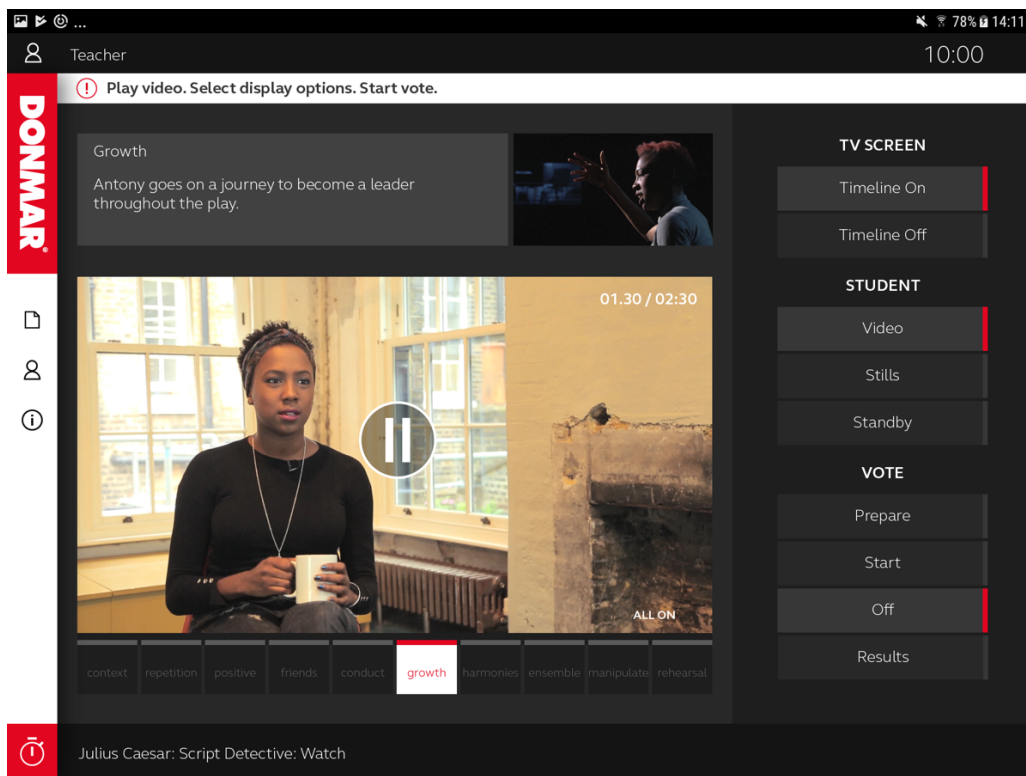 ... 78% 14:11
Teacher 10:00
Play video. Select display options. Start vote.
DONMAR®
Growth
Antony goes on a journey to become a leader
throughout the play.
01.30 / 02:30
ALL ON
context repetition positive friends conduct growth harmonies ensemble manipulate rehearsal
TV SCREEN
Timeline On
Timeline Off
STUDENT
Video
Stills
Standby
VOTE
Prepare
Start
Off
Results
Julius Caesar: Script Detective: Watch